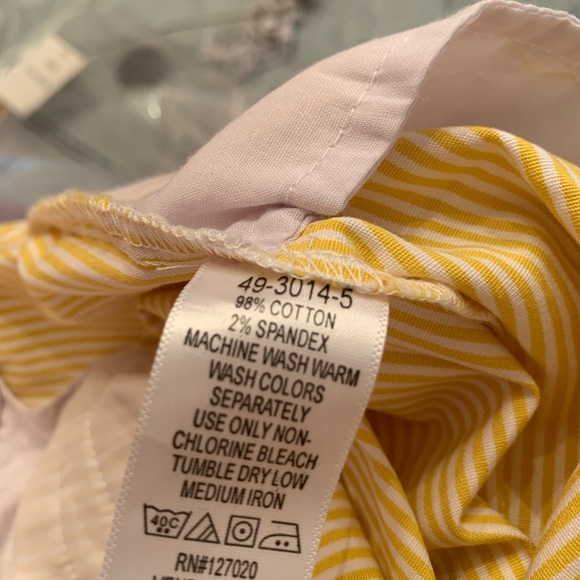 49-3014-5
98% COTTON
2% SPANDEX
MACHINE WASH WARM
WASH COLORS
SEPARATELY
USE ONLY NON-
CHLORINE BLEACH
TUMBLE DRY LOW
MEDIUM IRON
40C
RN#127020